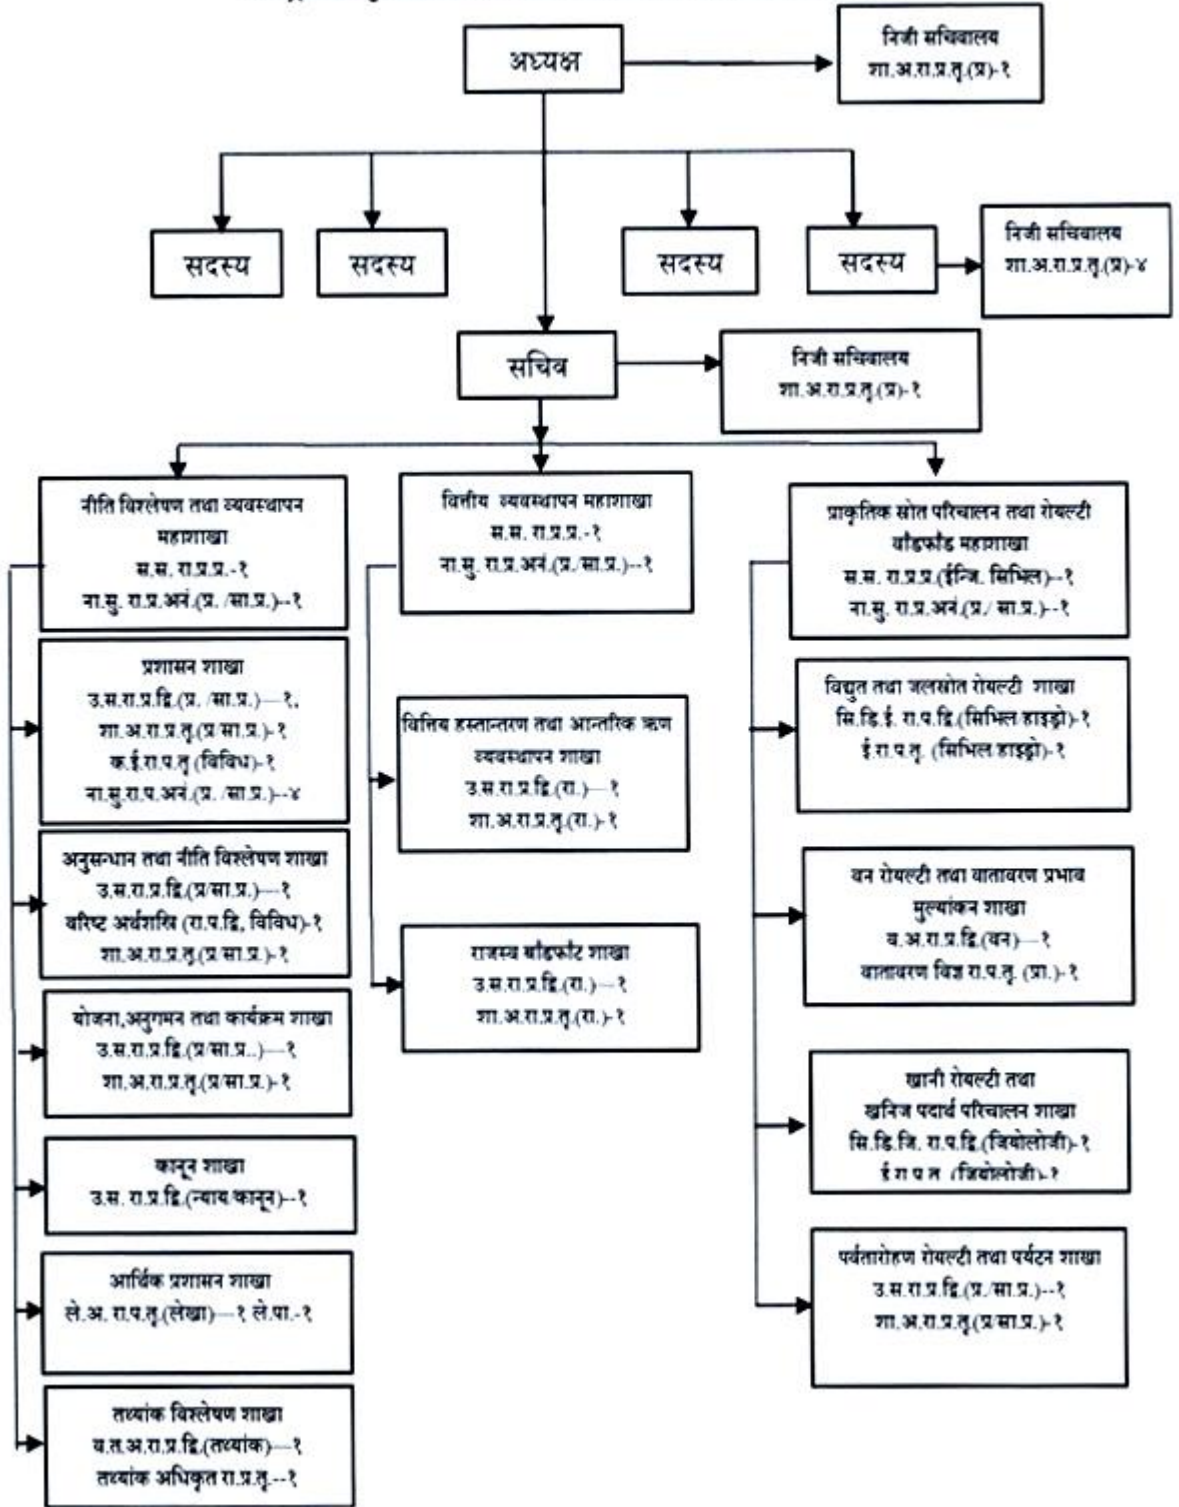 अध्यक्ष
निजी सचिवालय
शा.अ.रा.प्र.तृ.(प्र)-१
सदस्य
सदस्य
सदस्य
सदस्य
निजी सचिवालय
शा.अ.रा.प्र.तृ.(प्र)-४
सचिव
निजी सचिवालय
शा.अ.रा.प्र.तृ.(प्र)-१
नीति विश्लेषण तथा व्यवस्थापन
महाशाखा
स.स. रा.प्र.प्र.-१
ना.सु. रा.प्र.अनं.(प्र. /सा.प्र.)--१
प्रशासन शाखा
उ.स.रा.प्र.द्वि.(प्र. /सा.प्र.)—१,
शा.अ.रा.प्र.तृ.(प्र/सा.प्र.)-१
क.ई.रा.प.तृ (विविध)-१
ना.सु.रा.प.अनं.(प्र. /सा.प्र.)--४
अनुसन्धान तथा नीति विश्लेषण शाखा
उ.स.रा.प्र.द्वि.(प्र/सा.प्र.)—१
वरिष्ट अर्थशस्त्रि (रा.प.द्वि, विविध)-१
शा.अ.रा.प्र.तृ.(प्र/सा.प्र.)-१
योजना,अनुगमन तथा कार्यक्रम शाखा
उ.स.रा.प्र.द्वि.(प्र/सा.प्र..)—१
शा.अ.रा.प्र.तृ.(प्र/सा.प्र.)-१
कानून शाखा
उ.स. रा.प्र.द्वि.(न्याय/कानून)--१
आर्थिक प्रशासन शाखा
ले.अ. रा.प.तृ.(लेखा)—१ ले.पा.-१
तथ्यांक विश्लेषण शाखा
व.त.अ.रा.प्र.द्वि.(तथ्यांक)—१
तथ्यांक अधिकृत रा.प्र.तृ.--१
वित्तीय व्यवस्थापन महाशाखा
स.स. रा.प्र.प्र.-१
ना.सु. रा.प्र.अनं.(प्र./सा.प्र.)--१
वित्तिय हस्तान्तरण तथा आन्तरिक ऋण
व्यवस्थापन शाखा
उ.स.रा.प्र.द्वि.(रा.)—१
शा.अ.रा.प्र.तृ.(रा.)-१
राजस्व बाँडफाँट शाखा
उ.स.रा.प्र.द्वि.(रा.)—१
शा.अ.रा.प्र.तृ.(रा.)-१
प्राकृतिक स्रोत परिचालन तथा रोयल्टी
बाँडफाँड महाशाखा
स.स. रा.प्र.प्र.(ईन्जि. सिभिल)--१
ना.सु. रा.प्र.अनं.(प्र./ सा.प्र.)--१
विद्युत तथा जलस्रोत रोयल्टी शाखा
सि.डि.ई. रा.प.द्वि.(सिभिल/हाइड्रो)-१
ई.रा.प.तृ. (सिभिल/हाइड्रो)-१
वन रोयल्टी तथा वातावरण प्रभाव
मुल्यांकन शाखा
व.अ.रा.प्र.द्वि.(वन)—१
वातावरण विज्ञ रा.प.तृ. (प्रा.)-१
खानी रोयल्टी तथा
खनिज पदार्थ परिचालन शाखा
सि.डि.जि. रा.प.द्वि.(जियोलोजी)-१
ई.रा.प.तृ. (जियोलोजी)-१
पर्वतारोहण रोयल्टी तथा पर्यटन शाखा
उ.स.रा.प्र.द्वि.(प्र./सा.प्र.)--१
शा.अ.रा.प्र.तृ.(प्र/सा.प्र.)-१